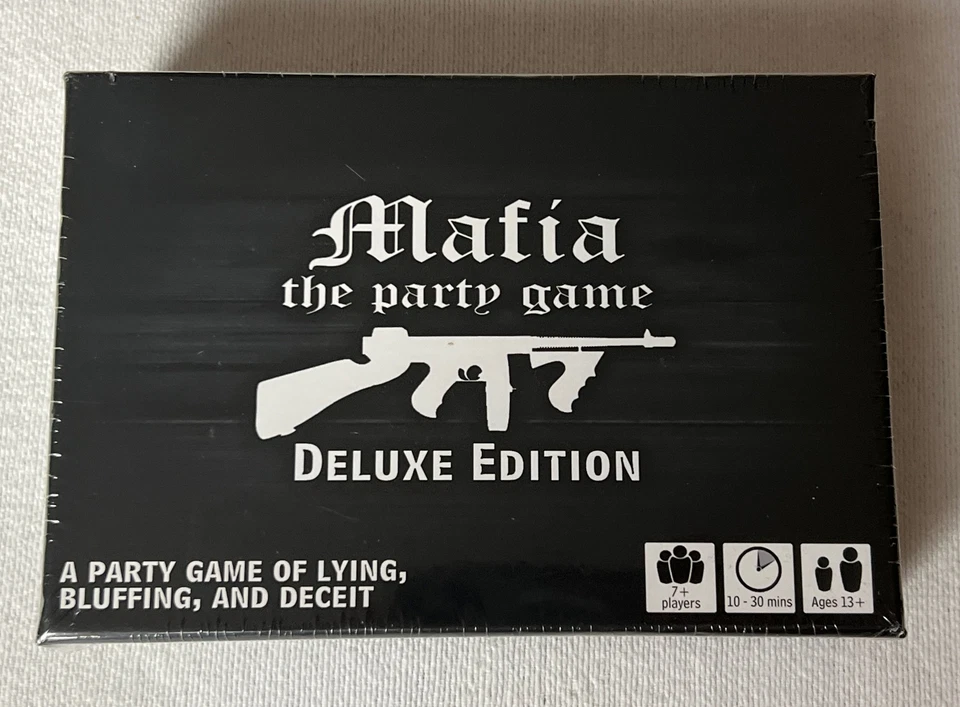 Mafia
the party game
DELUXE EDITION
A PARTY GAME OF LYING,
BLUFFING, AND DECEIT
7+
players
10 - 30 mins
Ages 13+